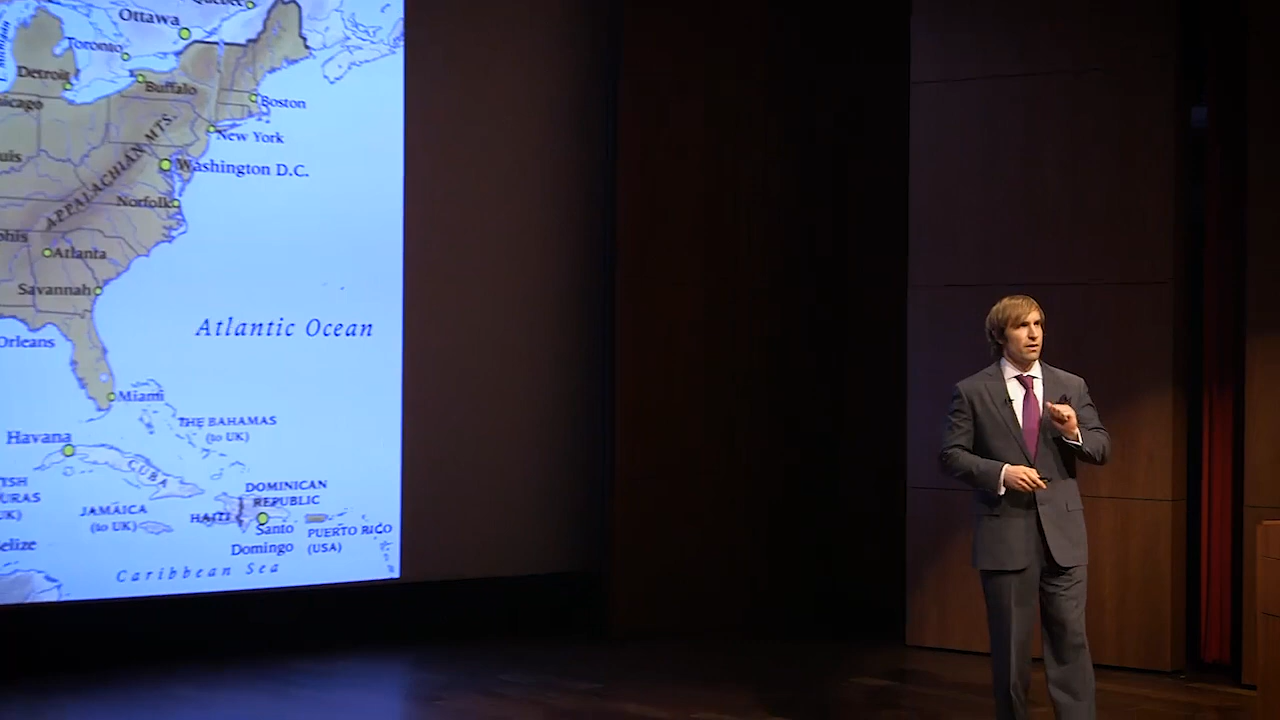 Quebec
Ottawa
Toronto
Detroit
Buffalo
Boston
New York
APPALACHIAN MTS.
Washington D.C.
Norfolk
Atlanta
Savannah
Atlantic Ocean
Orleans
Miami
THE BAHAMAS
(to UK)
Havana
CUBA
DOMINICAN
REPUBLIC
JAMAICA
(to UK)
HAITI
Santo
Domingo
PUERTO RICO
(USA)
elize
Caribbean Sea